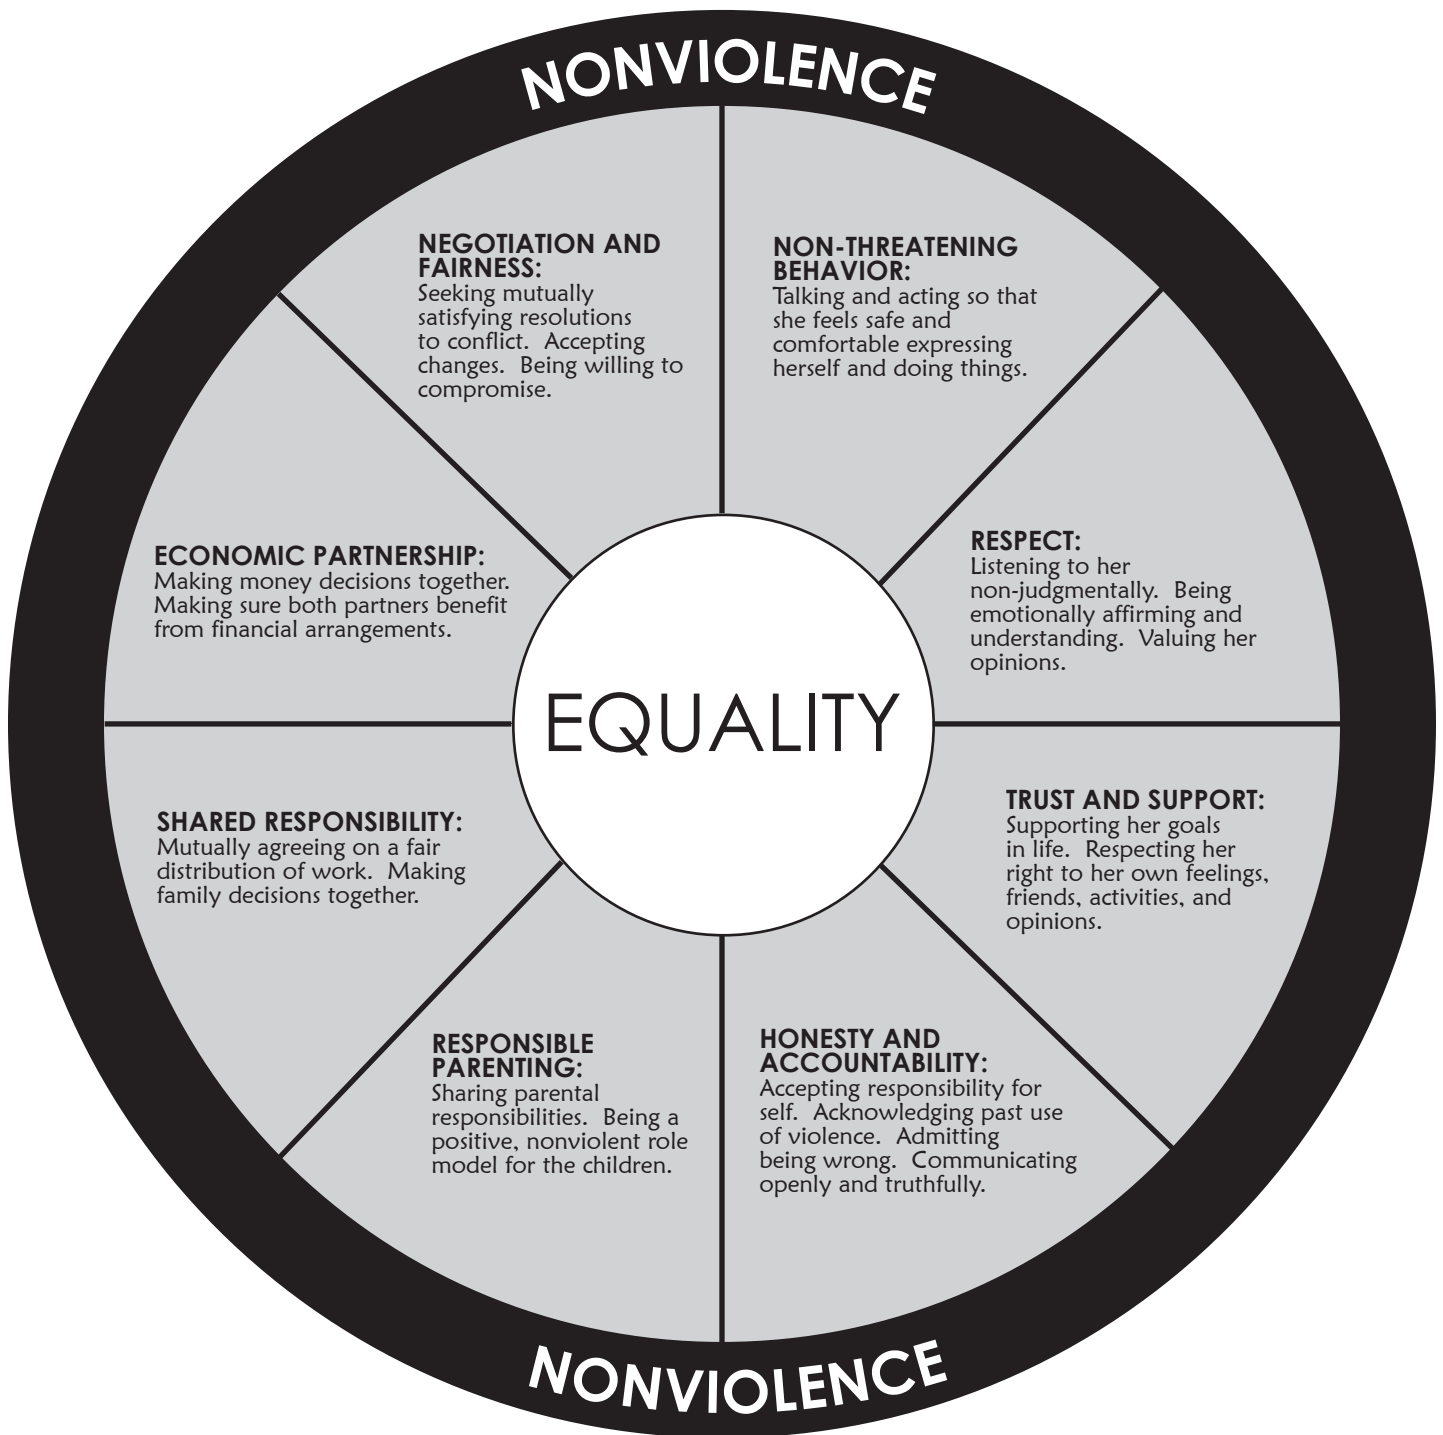 NONVIOLENCE
NEGOTIATION AND
FAIRNESS:
Seeking mutually
satisfying resolutions
to conflict.  Accepting
changes.  Being willing to
compromise.
NON-THREATENING
BEHAVIOR:
Talking and acting so that
she feels safe and
comfortable expressing
herself and doing things.
ECONOMIC PARTNERSHIP:
Making money decisions together.
Making sure both partners benefit
from financial arrangements.
RESPECT:
Listening to her
non-judgmentally.  Being
emotionally affirming and
understanding.  Valuing her
opinions.
EQUALITY
SHARED RESPONSIBILITY:
Mutually agreeing on a fair
distribution of work.  Making
family decisions together.
TRUST AND SUPPORT:
Supporting her goals
in life.  Respecting her
right to her own feelings,
friends, activities, and
opinions.
RESPONSIBLE
PARENTING:
Sharing parental
responsibilities.  Being a
positive, nonviolent role
model for the children.
HONESTY AND
ACCOUNTABILITY:
Accepting responsibility for
self.  Acknowledging past use
of violence.  Admitting
being wrong.  Communicating
openly and truthfully.
NONVIOLENCE